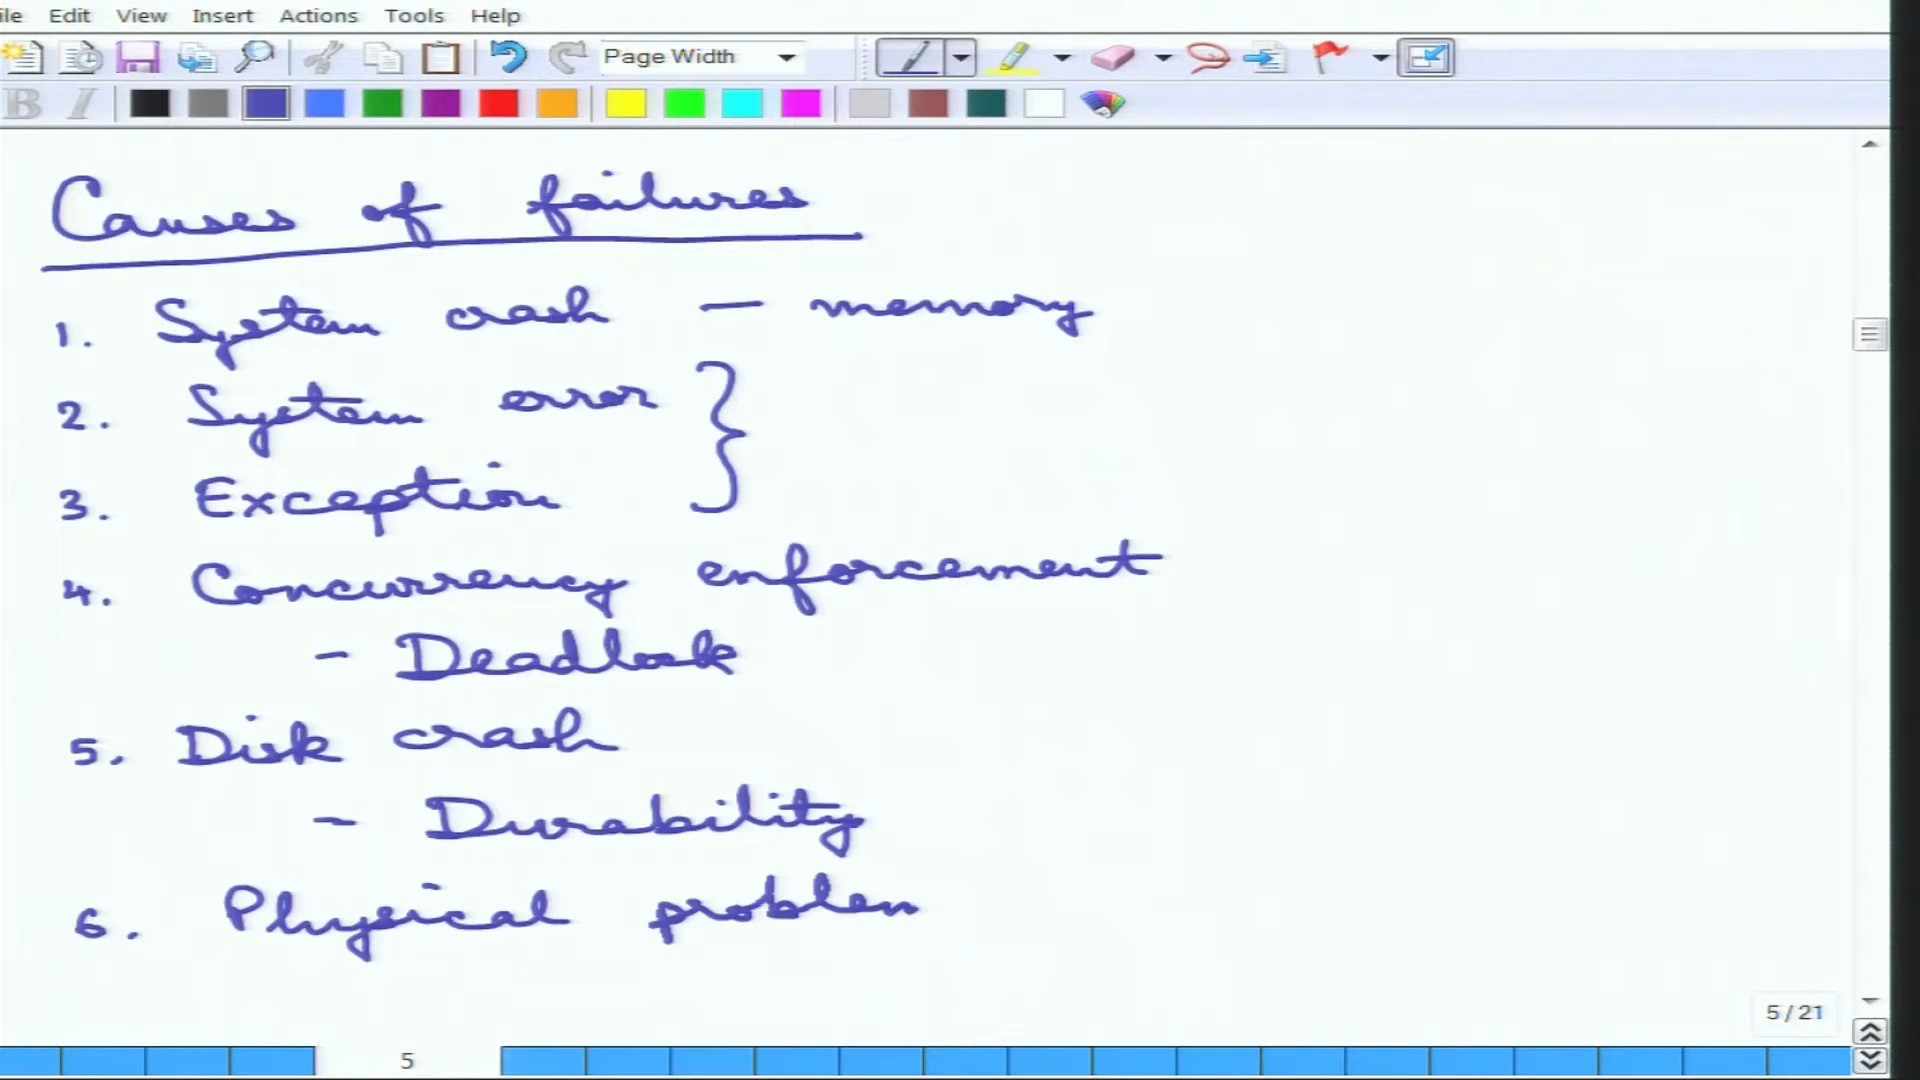 ile Edit View Insert Actions Tools Help
Page Width
B I
Causes of failures
1. System crash - memory
2. System error }
3. Exception
4. Concurrency enforcement
- Deadlock
5. Disk crash
- Durability
6. Physical problem
5 / 21
5